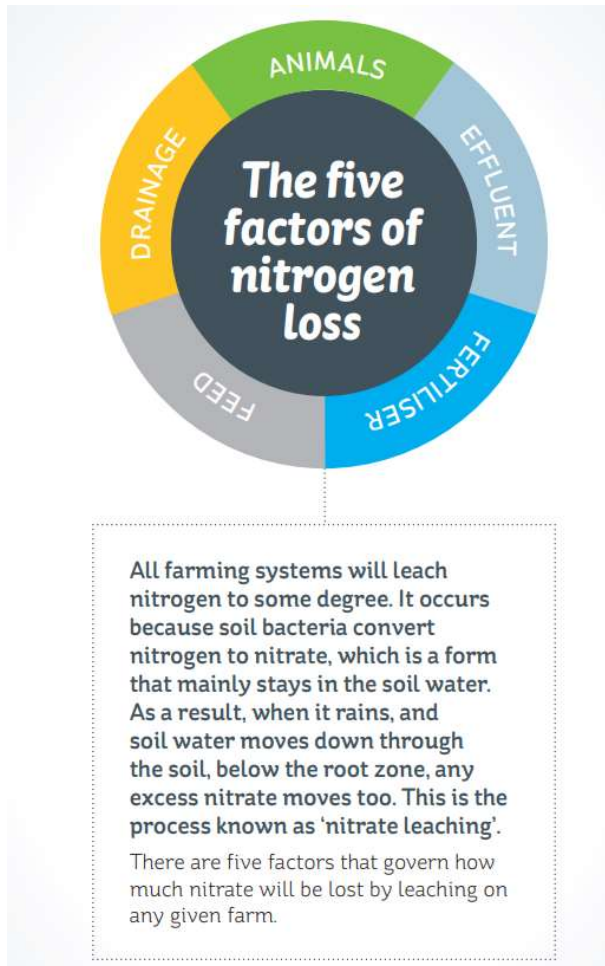 ANIMALS
EFFLUENT
FERTILISER
FEED
DRAINAGE
The five
factors of
nitrogen
loss
All farming systems will leach
nitrogen to some degree. It occurs
because soil bacteria convert
nitrogen to nitrate, which is a form
that mainly stays in the soil water.
As a result, when it rains, and
soil water moves down through
the soil, below the root zone, any
excess nitrate moves too. This is the
process known as ‘nitrate leaching’.
There are five factors that govern how
much nitrate will be lost by leaching on
any given farm.